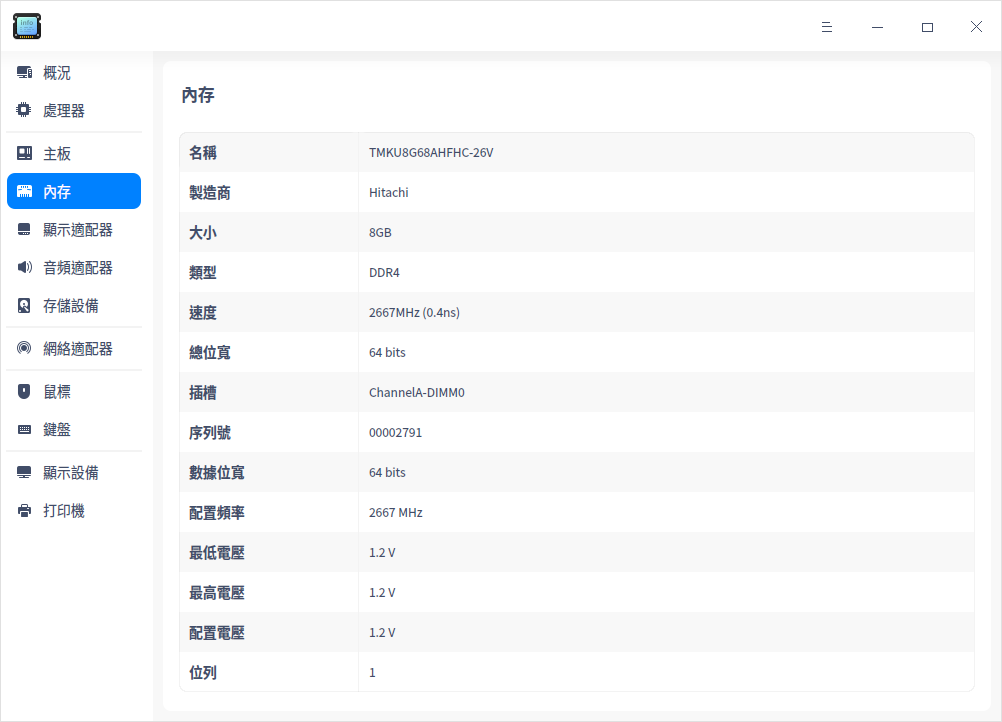 info
概況
處理器
主板
內存
顯示適配器
音頻適配器
存儲設備
網絡適配器
鼠標
鍵盤
顯示設備
打印機
內存
名稱 TMKU8G68AHFHC-26V
製造商 Hitachi
大小 8GB
類型 DDR4
速度 2667MHz (0.4ns)
總位寬 64 bits
插槽 ChannelA-DIMM0
序列號 00002791
數據位寬 64 bits
配置頻率 2667 MHz
最低電壓 1.2 V
最高電壓 1.2 V
配置電壓 1.2 V
位列 1